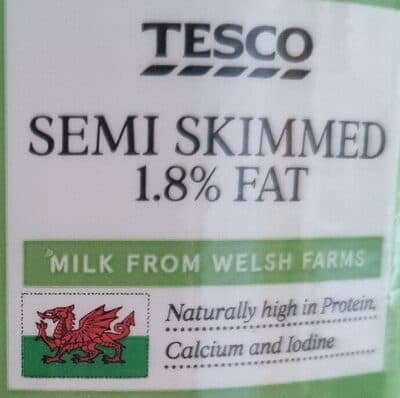 TESCO
SEMI SKIMMED
1.8% FAT
MILK FROM WELSH FARMS
Naturally high in Protein,
Calcium and Iodine